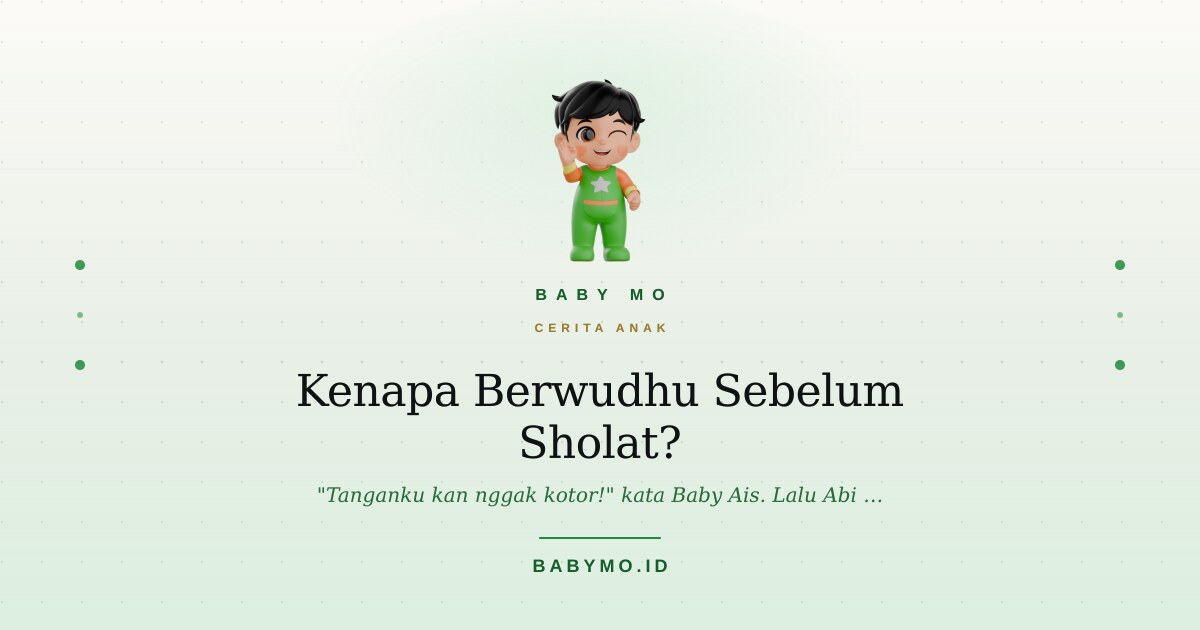 BABY MO
CERITA ANAK
Kenapa Berwudhu Sebelum
Sholat?
"Tanganku kan nggak kotor!" kata Baby Ais. Lalu Abi ...
BABYMO.ID